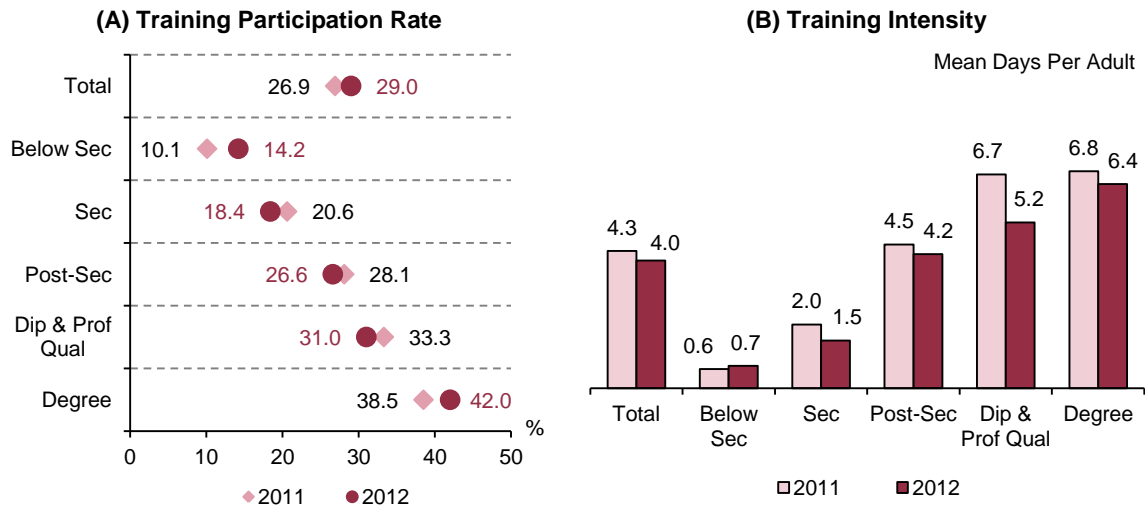 (A) Training Participation Rate
Total
26.9
29.0
Below Sec
10.1
14.2
Sec
18.4
20.6
Post-Sec
26.6
28.1
Dip & Prof
Qual
31.0
33.3
Degree
38.5
42.0
%
0 10 20 30 40 50
2011 2012
(B) Training Intensity
Mean Days Per Adult
4.3
4.0
0.6
0.7
2.0
1.5
4.5
4.2
6.7
5.2
6.8
6.4
Total Below Sec Post-Sec Dip & Degree
Sec Prof Qual
2011 2012